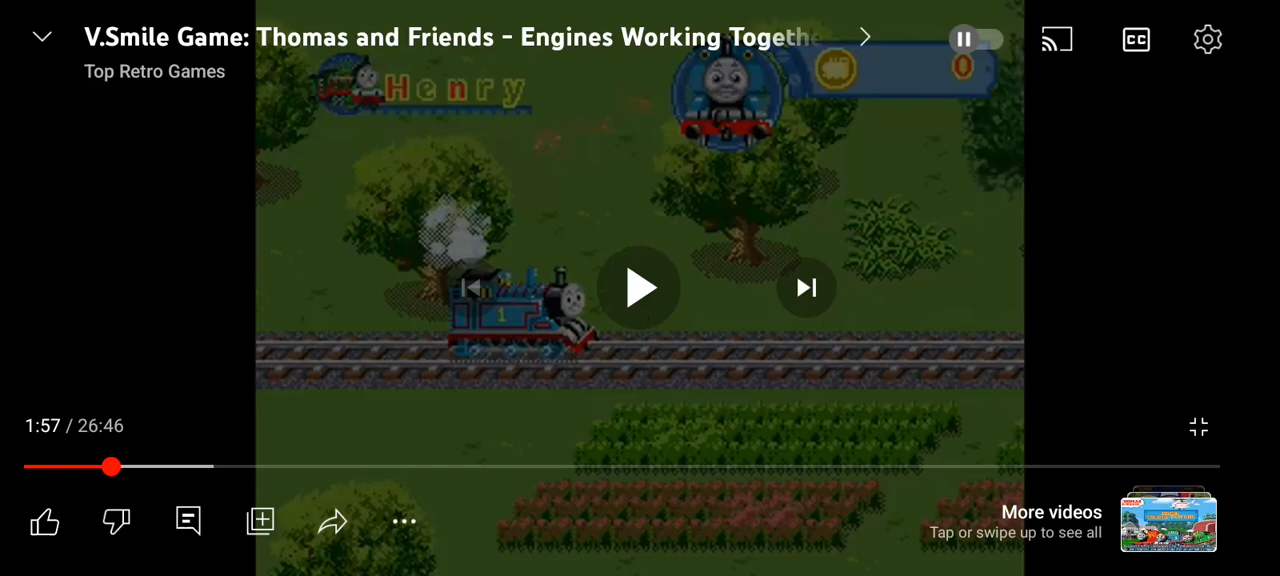 V.Smile Game: Thomas and Friends - Engines Working Togethe
Top Retro Games
CC
Henry
0
1
1:57 / 26:46
More videos
Tap or swipe up to see all